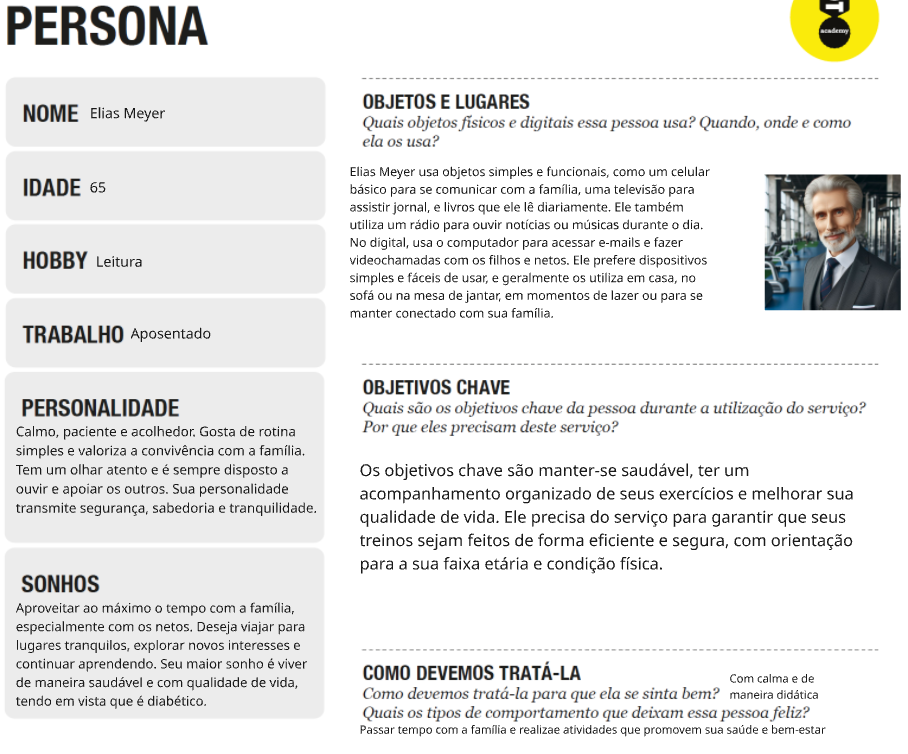 PERSONA
T
academy
NOME Elias Meyer
IDADE 65
HOBBY Leitura
TRABALHO Aposentado
PERSONALIDADE
Calmo, paciente e acolhedor. Gosta de rotina
simples e valoriza a convivência com a família.
Tem um olhar atento e é sempre disposto a
ouvir e apoiar os outros. Sua personalidade
transmite segurança, sabedoria e tranquilidade.
SONHOS
Aproveitar ao máximo o tempo com a família,
especialmente com os netos. Deseja viajar para
lugares tranquilos, explorar novos interesses e
continuar aprendendo. Seu maior sonho é viver
de maneira saudável e com qualidade de vida,
tendo em vista que é diabético.
OBJETOS E LUGARES
Quais objetos físicos e digitais essa pessoa usa? Quando, onde e como
ela os usa?
Elias Meyer usa objetos simples e funcionais, como um celular
básico para se comunicar com a família, uma televisão para
assistir jornal, e livros que ele lê diariamente. Ele também
utiliza um rádio para ouvir notícias ou músicas durante o dia.
No digital, usa o computador para acessar e-mails e fazer
videochamadas com os filhos e netos. Ele prefere dispositivos
simples e fáceis de usar, e geralmente os utiliza em casa, no
sofá ou na mesa de jantar, em momentos de lazer ou para se
manter conectado com sua família.
OBJETIVOS CHAVE
Quais são os objetivos chave da pessoa durante a utilização do serviço?
Por que eles precisam deste serviço?
Os objetivos chave são manter-se saudável, ter um
acompanhamento organizado de seus exercícios e melhorar sua
qualidade de vida. Ele precisa do serviço para garantir que seus
treinos sejam feitos de forma eficiente e segura, com orientação
para a sua faixa etária e condição física.
COMO DEVEMOS TRATÁ-LA
Como devemos tratá-la para que ela se sinta bem?
Com calma e de
maneira didática
Quais os tipos de comportamento que deixam essa pessoa feliz?
Passar tempo com a família e realizae atividades que promovem sua saúde e bem-estar